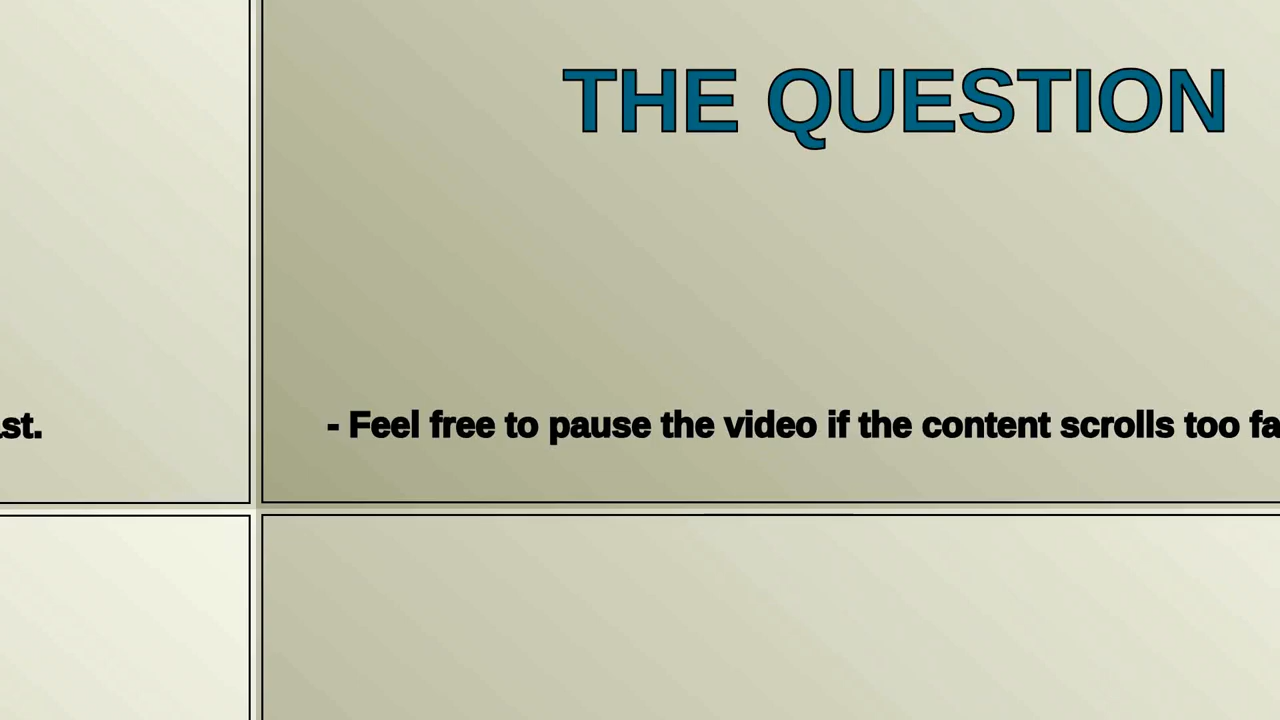 THE QUESTION
st.
- Feel free to pause the video if the content scrolls too fa